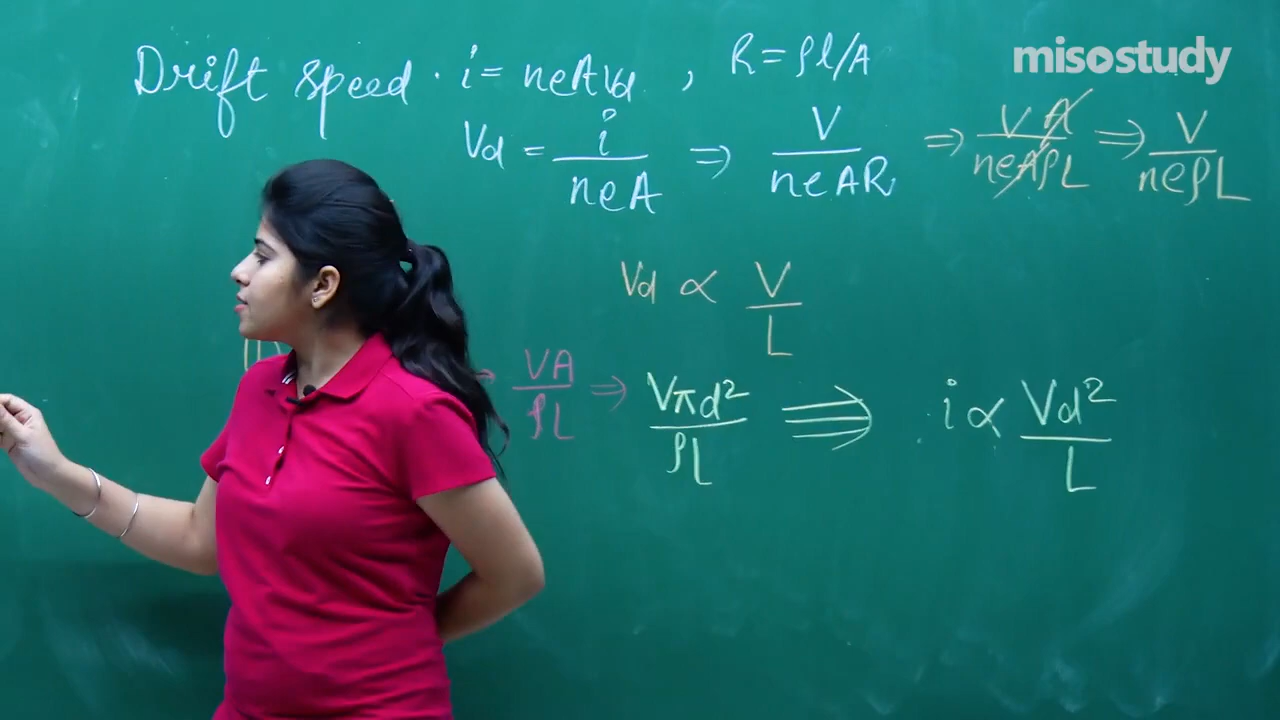 misostudy
Drift speed . i = neAVd , R = ρl/A
Vd = i/neA ⇒ V/neAR ⇒ VA/neAρL ⇒ V/neρL
Vd ∝ V/L
→ VA/ρL ⇒ Vπd²/ρL ⇛ i ∝ Vd²/L